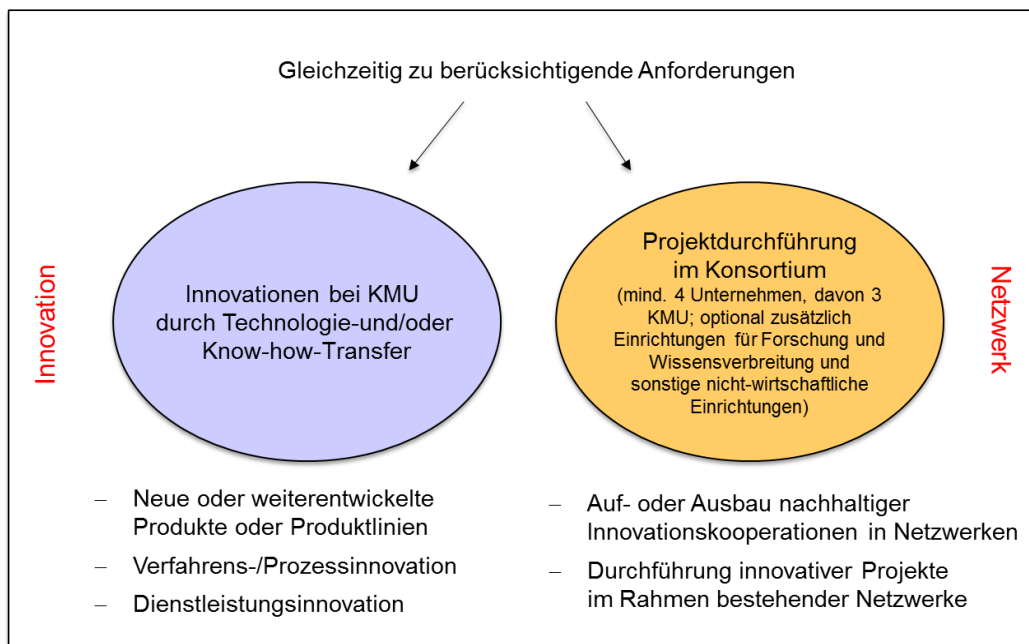 Gleichzeitig zu berücksichtigende Anforderungen
Innovation
Innovationen bei KMU
durch Technologie-und/oder
Know-how-Transfer
– Neue oder weiterentwickelte
Produkte oder Produktlinien
– Verfahrens-/Prozessinnovation
– Dienstleistungsinnovation
Projektdurchführung
im Konsortium
(mind. 4 Unternehmen, davon 3
KMU; optional zusätzlich
Einrichtungen für Forschung und
Wissensverbreitung und
sonstige nicht-wirtschaftliche
Einrichtungen)
Netzwerk
– Auf- oder Ausbau nachhaltiger
Innovationskooperationen in Netzwerken
– Durchführung innovativer Projekte
im Rahmen bestehender Netzwerke